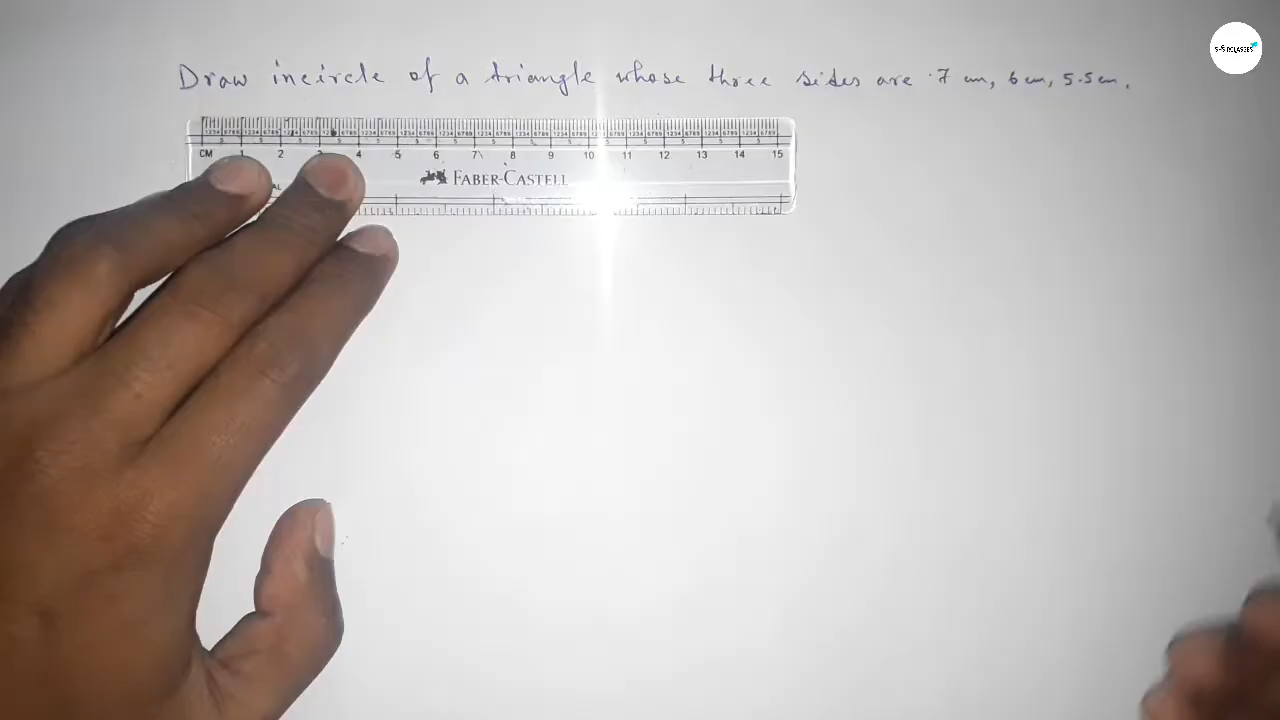 Draw incircle of a triangle whose three sides are 7 cm, 6 cm, 5.5 cm.
S-SIRCLASSES
CM 1 2 3 4 5 6 7 8 9 10 11 12 13 14 15
FABER-CASTELL